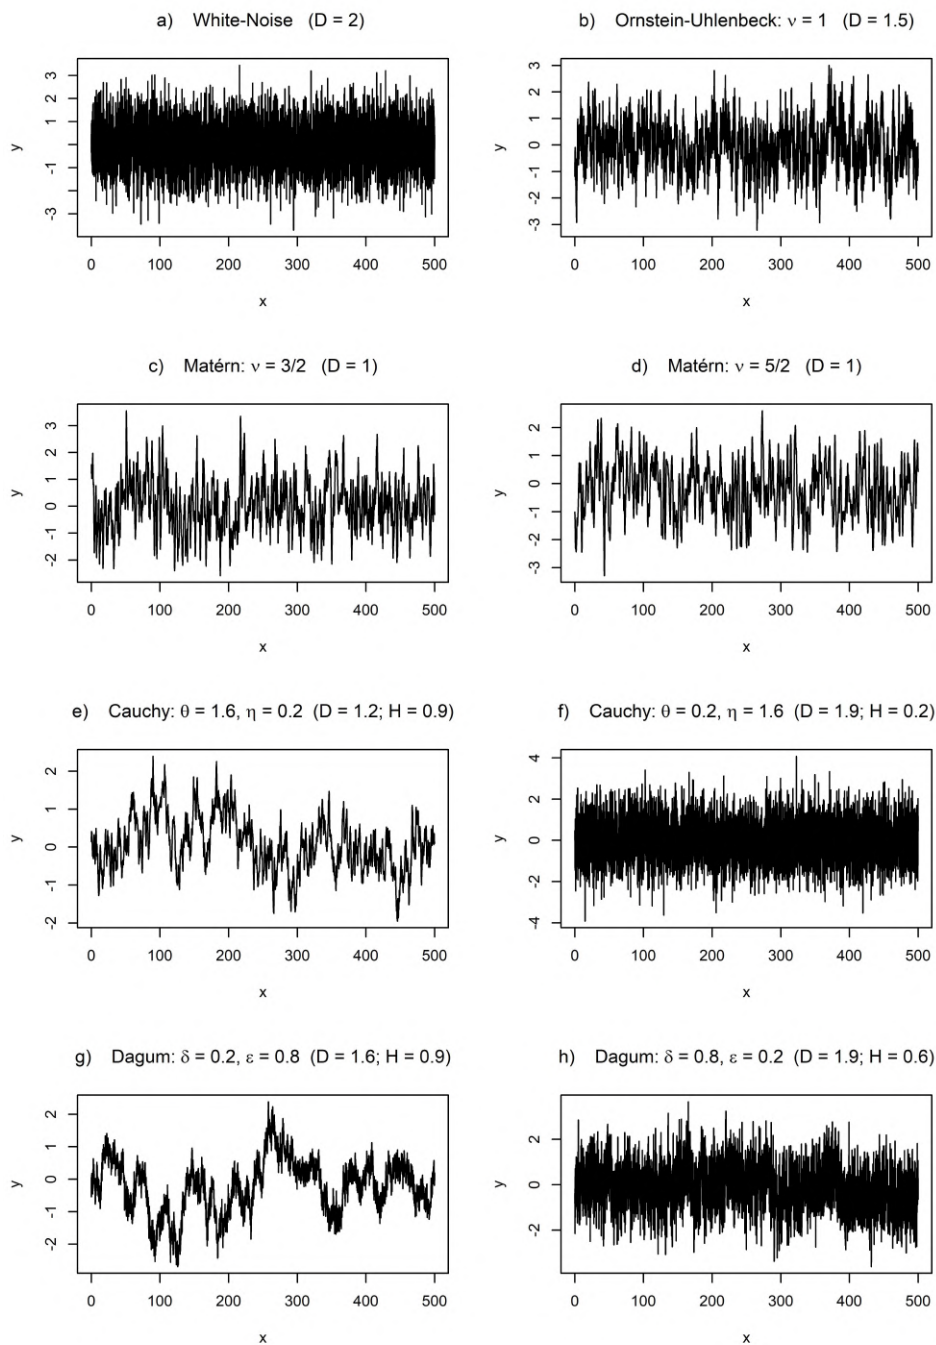 a) White-Noise (D = 2)
y
3
2
1
-1
-3
0 100 200 300 400 500
x
b) Ornstein-Uhlenbeck: ν = 1 (D = 1.5)
y
3
2
1
0
-1
-2
-3
0 100 200 300 400 500
x
c) Matérn: ν = 3/2 (D = 1)
y
3
2
1
0
-1
-2
0 100 200 300 400 500
x
d) Matérn: ν = 5/2 (D = 1)
y
2
1
0
-1
-2
-3
0 100 200 300 400 500
x
e) Cauchy: θ = 1.6, η = 0.2 (D = 1.2; H = 0.9)
y
2
1
0
-1
-2
0 100 200 300 400 500
x
f) Cauchy: θ = 0.2, η = 1.6 (D = 1.9; H = 0.2)
y
4
2
0
-2
-4
0 100 200 300 400 500
x
g) Dagum: δ = 0.2, ε = 0.8 (D = 1.6; H = 0.9)
y
2
1
0
-1
-2
0 100 200 300 400 500
x
h) Dagum: δ = 0.8, ε = 0.2 (D = 1.9; H = 0.6)
y
2
0
-2
0 100 200 300 400 500
x